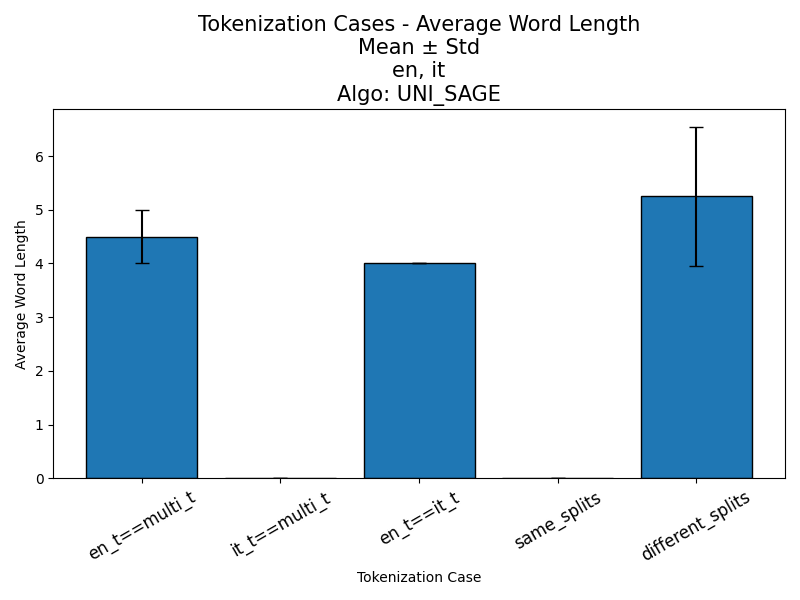 Tokenization Cases - Average Word Length
Mean ± Std
en, it
Algo: UNI_SAGE
Average Word Length
6
5
4
3
2
1
0
en_t==multi_t
it_t==multi_t
en_t==it_t
same_splits
different_splits
Tokenization Case